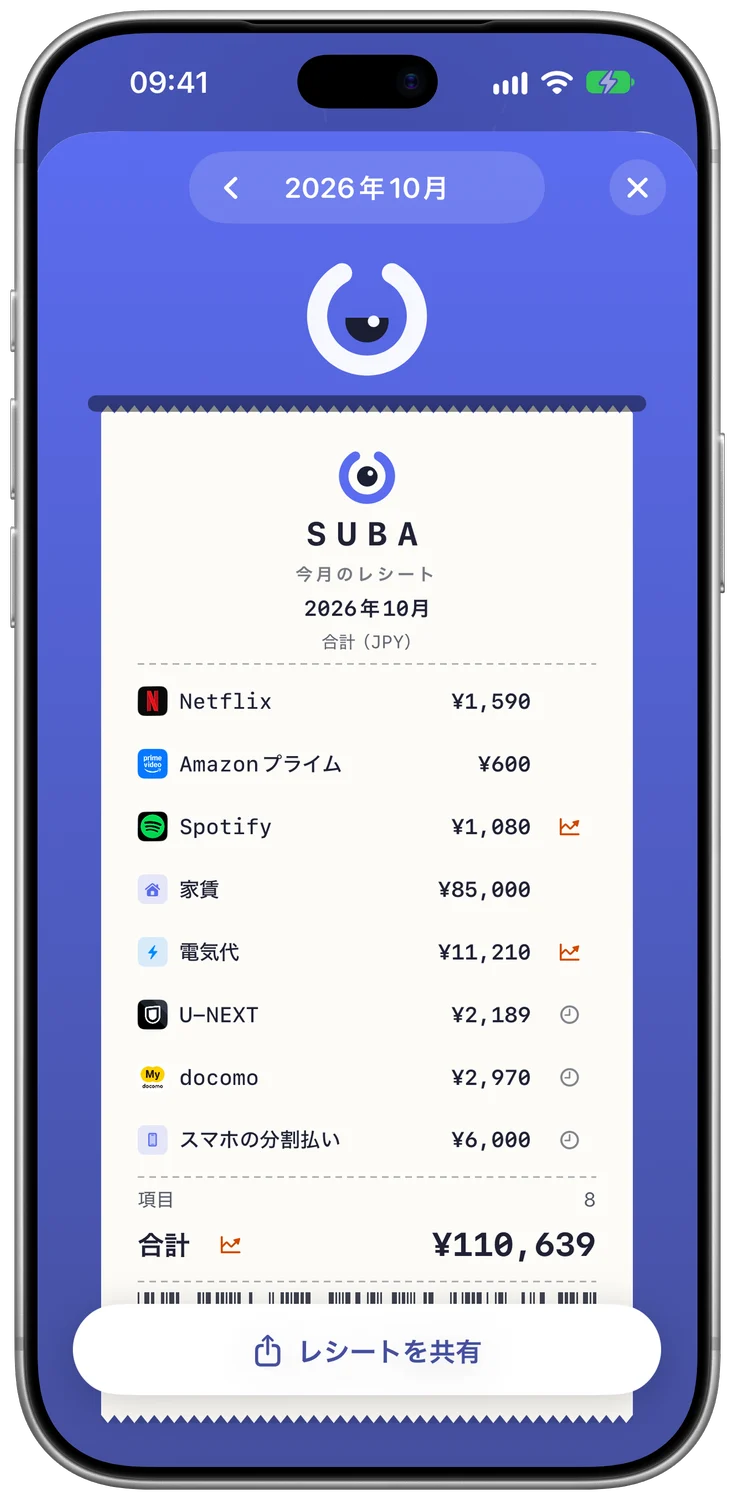 09:41
2026年10月
SUBA
今月のレシート
2026年10月
合計（JPY）
Netflix ¥1,590
prime video
Amazonプライム ¥600
Spotify ¥1,080
家賃 ¥85,000
電気代 ¥11,210
U–NEXT ¥2,189
My docomo
docomo ¥2,970
スマホの分割払い ¥6,000
項目 8
合計 ¥110,639
レシートを共有